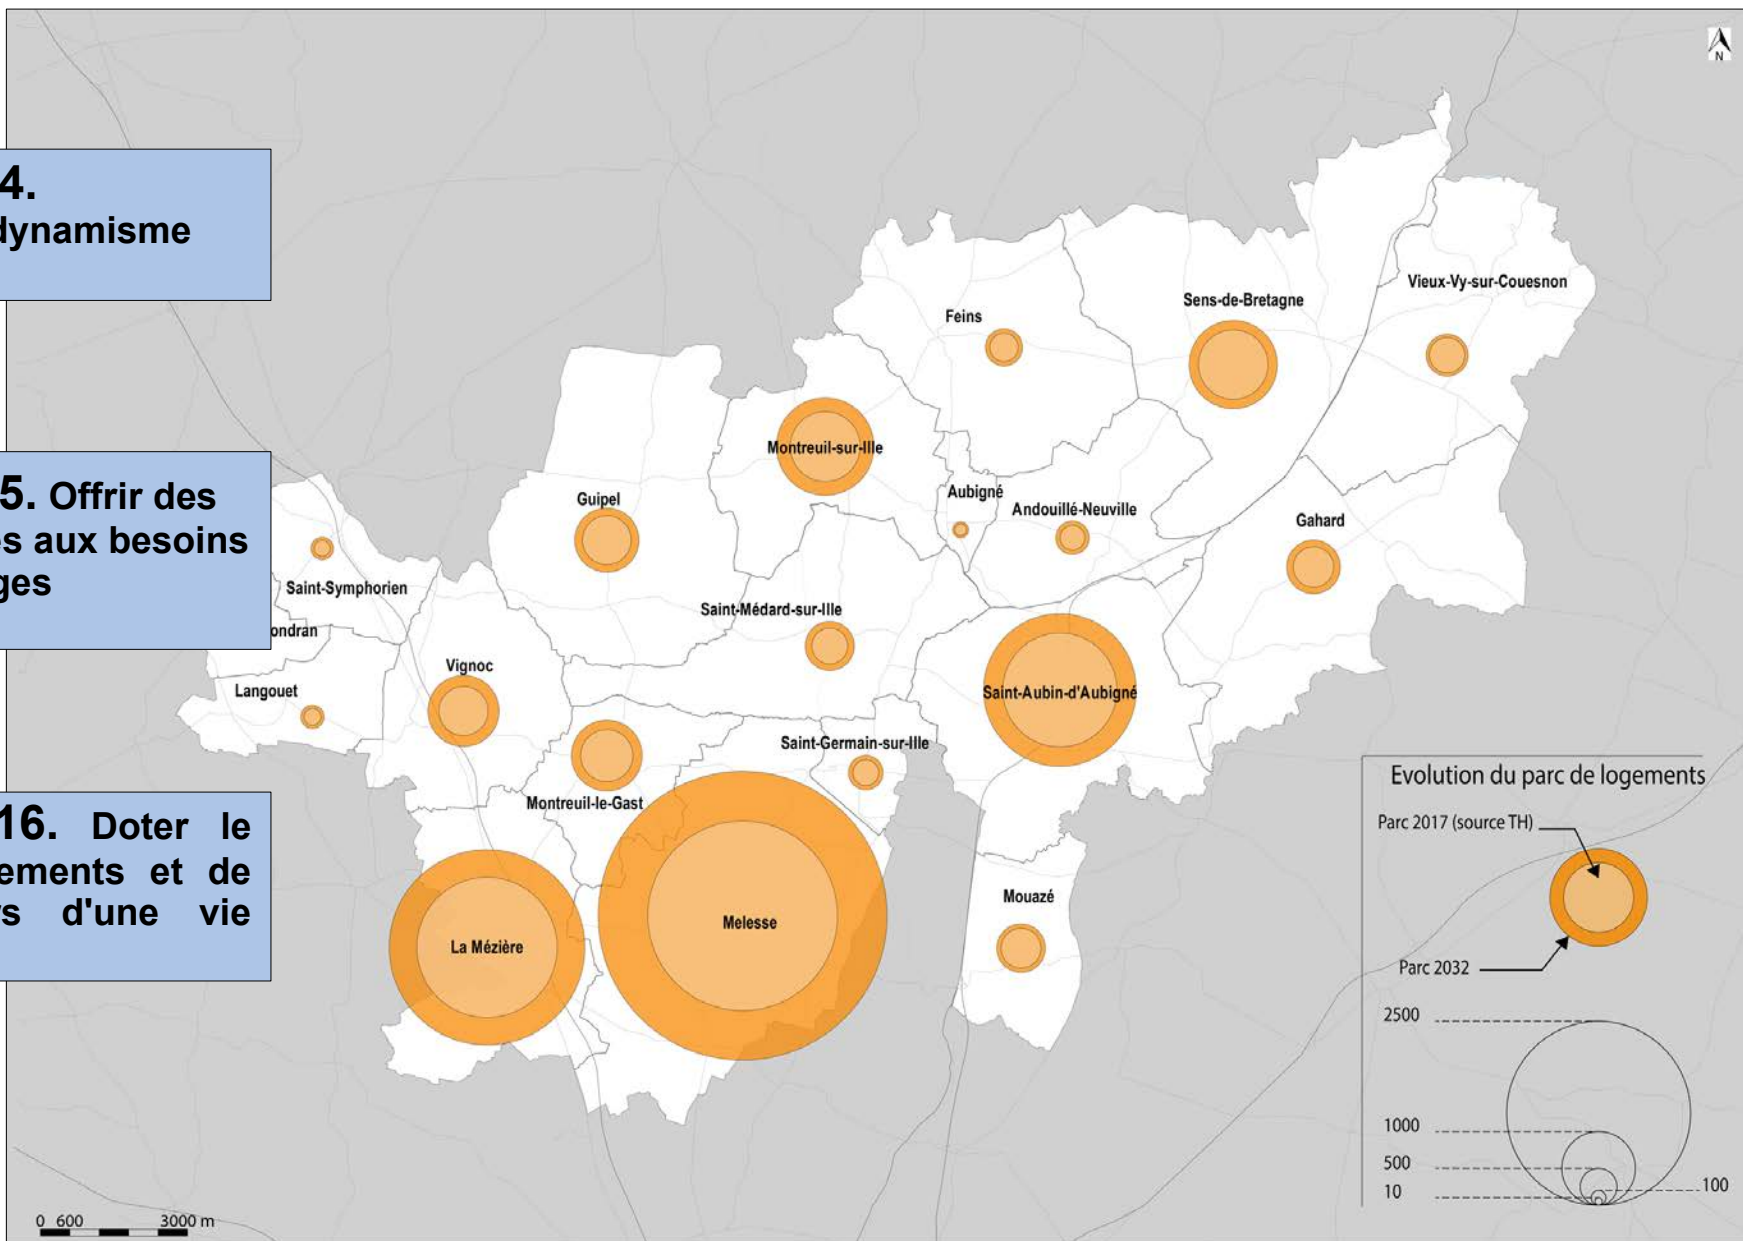 N
4.
dynamisme
5. Offrir des
es aux besoins
ges
16. Doter le
ements et de
rs d'une vie
Vieux-Vy-sur-Couesnon
Sens-de-Bretagne
Feins
Montreuil-sur-Ille
Guipel
Aubigné
Andouillé-Neuville
Gahard
Saint-Symphorien
Saint-Médard-sur-Ille
ondran
Vignoc
Langouet
Saint-Aubin-d'Aubigné
Saint-Germain-sur-Ille
Montreuil-le-Gast
Mouazé
Melesse
La Mézière
Evolution du parc de logements
Parc 2017 (source TH)
Parc 2032
2500
1000
500
10
100
0 600 3000 m